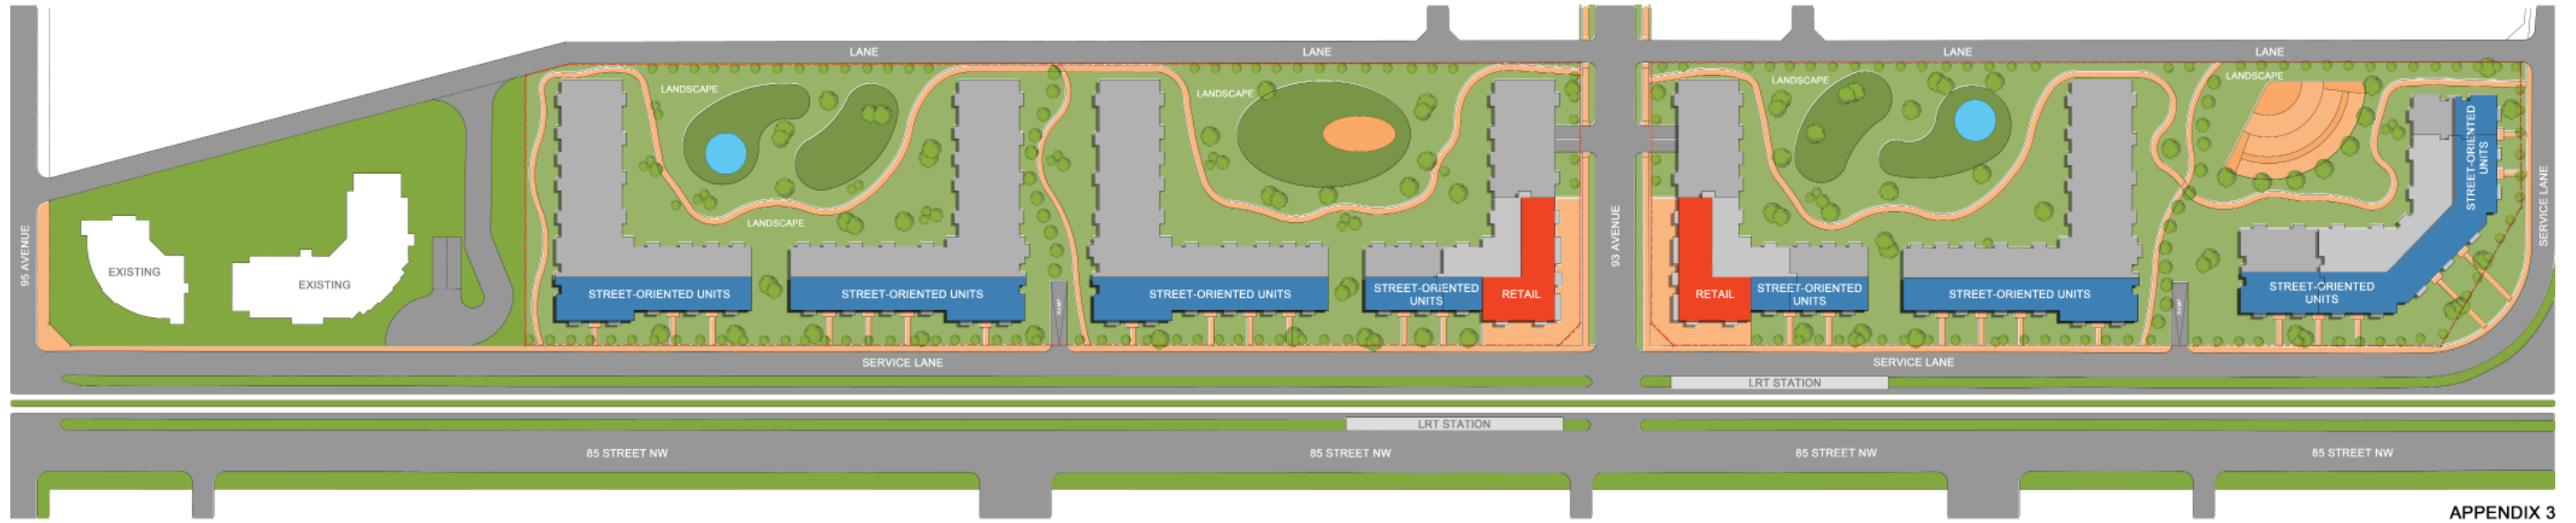 LANE
LANE
LANE
LANE
LANDSCAPE
LANDSCAPE
LANDSCAPE
LANDSCAPE
LANDSCAPE
95 AVENUE
EXISTING
EXISTING
93 AVENUE
STREET-ORIENTED
UNITS
SERVICE LANE
STREET-ORIENTED UNITS
STREET-ORIENTED UNITS
RAMP
STREET-ORIENTED UNITS
STREET-ORIENTED
UNITS
RETAIL
RETAIL
STREET-ORIENTED
UNITS
STREET-ORIENTED UNITS
RAMP
STREET-ORIENTED
UNITS
SERVICE LANE
SERVICE LANE
LRT STATION
LRT STATION
85 STREET NW
85 STREET NW
85 STREET NW
85 STREET NW
APPENDIX 3